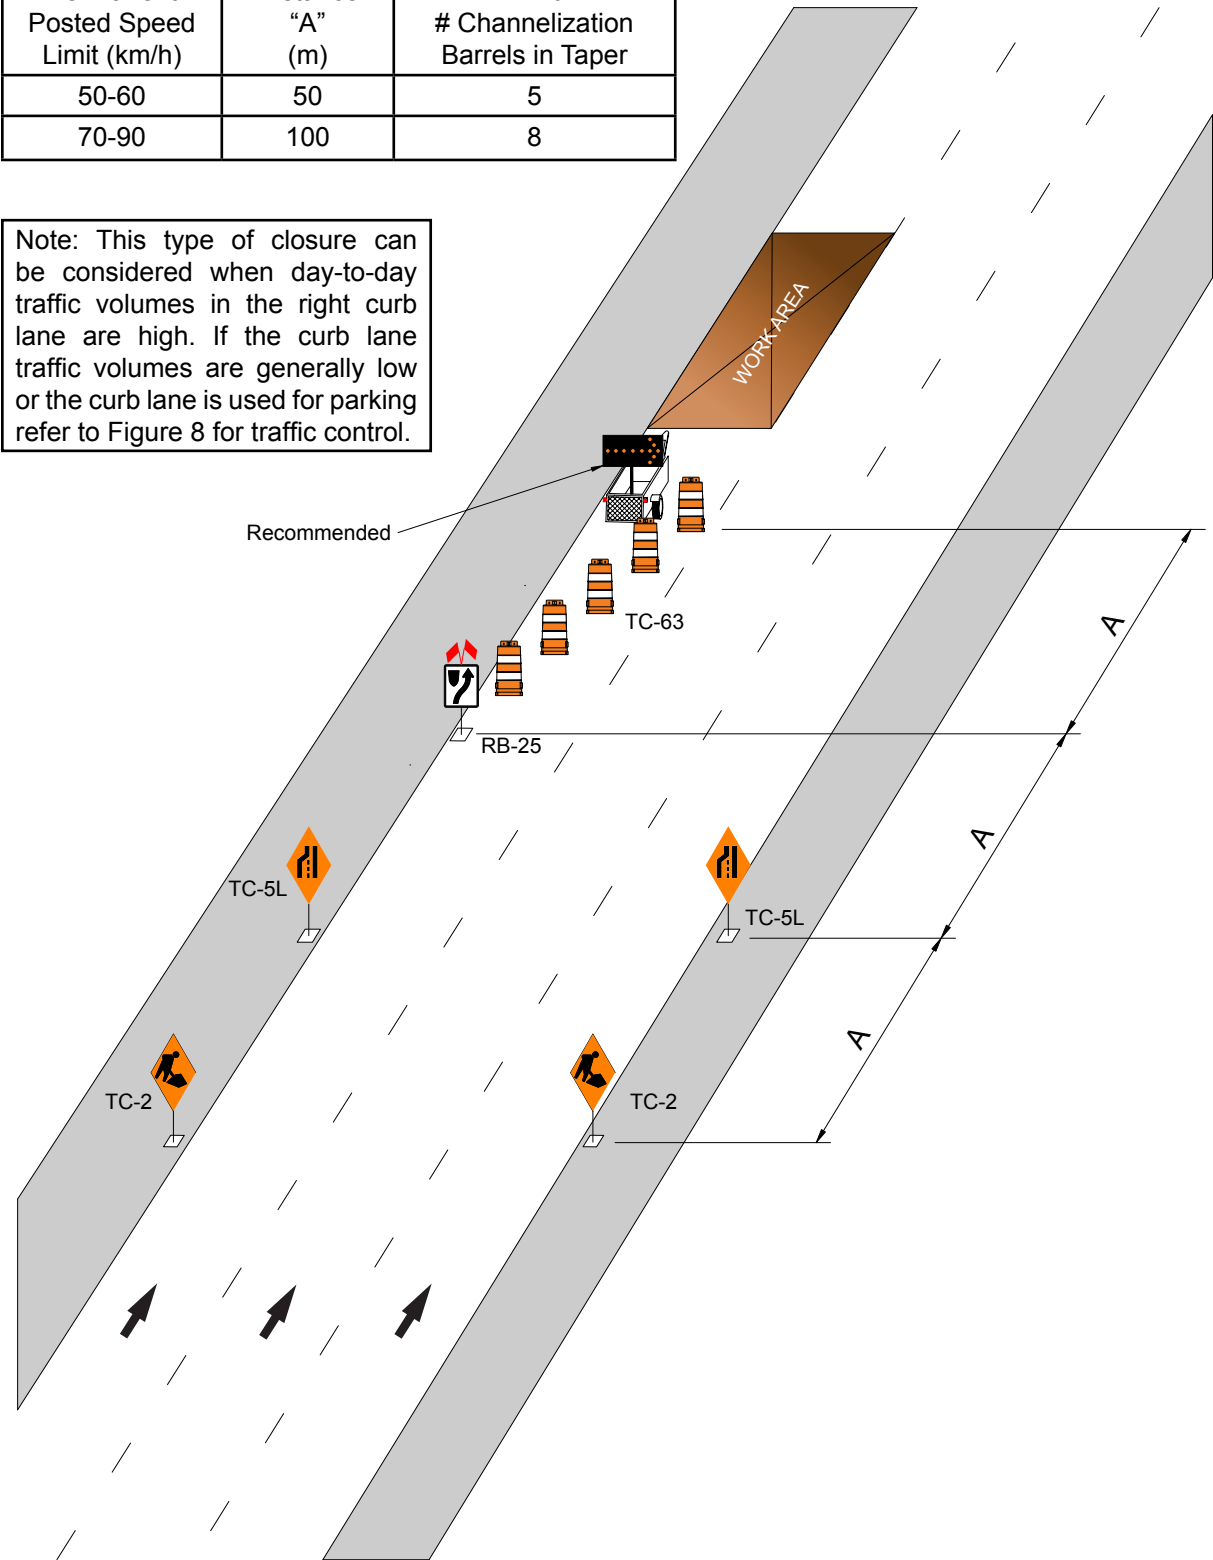 Posted Speed
Limit (km/h)
“A”
(m)
# Channelization
Barrels in Taper
50-60 50 5
70-90 100 8
Note: This type of closure can
be considered when day-to-day
traffic volumes in the right curb
lane are high. If the curb lane
traffic volumes are generally low
or the curb lane is used for parking
refer to Figure 8 for traffic control.
WORK AREA
Recommended
TC-63
A
RB-25
A
TC-5L
TC-5L
A
TC-2
TC-2